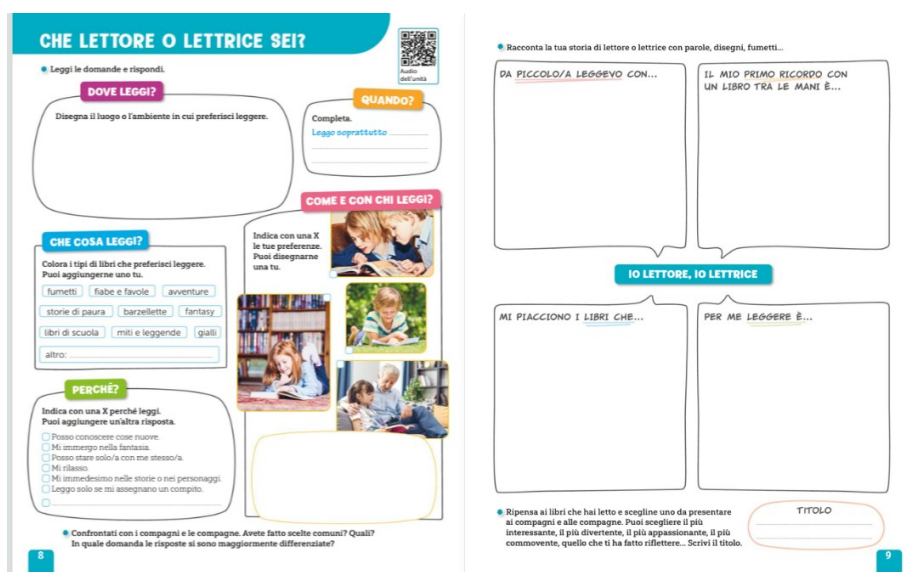 CHE LETTORE O LETTRICE SEI?
Audio
dell'unità
Leggi le domande e rispondi.
DOVE LEGGI?
Disegna il luogo o l'ambiente in cui preferisci leggere.
QUANDO?
Completa.
Leggo soprattutto
COME E CON CHI LEGGI?
Indica con una X
le tue preferenze.
Puoi disegnarne
una tu.
CHE COSA LEGGI?
Colora i tipi di libri che preferisci leggere.
Puoi aggiungerne uno tu.
fumetti fiabe e favole avventure
storie di paura barzellette fantasy
libri di scuola miti e leggende gialli
altro:
PERCHÉ?
Indica con una X perché leggi.
Puoi aggiungere un'altra risposta.
Posso conoscere cose nuove.
Mi immergo nella fantasia.
Posso stare solo/a con me stesso/a.
Mi rilasso.
Mi immedesimo nelle storie o nei personaggi.
Leggo solo se mi assegnano un compito.
Confrontati con i compagni e le compagne. Avete fatto scelte comuni? Quali?
In quale domanda le risposte si sono maggiormente differenziate?
8
Racconta la tua storia di lettore o lettrice con parole, disegni, fumetti...
DA PICCOLO/A LEGGEVO CON...
IL MIO PRIMO RICORDO CON
UN LIBRO TRA LE MANI È...
IO LETTORE, IO LETTRICE
MI PIACCIONO I LIBRI CHE...
PER ME LEGGERE È...
Ripensa ai libri che hai letto e scegline uno da presentare
ai compagni e alle compagne. Puoi scegliere il più
interessante, il più divertente, il più appassionante, il più
commovente, quello che ti ha fatto riflettere... Scrivi il titolo.
TITOLO
9